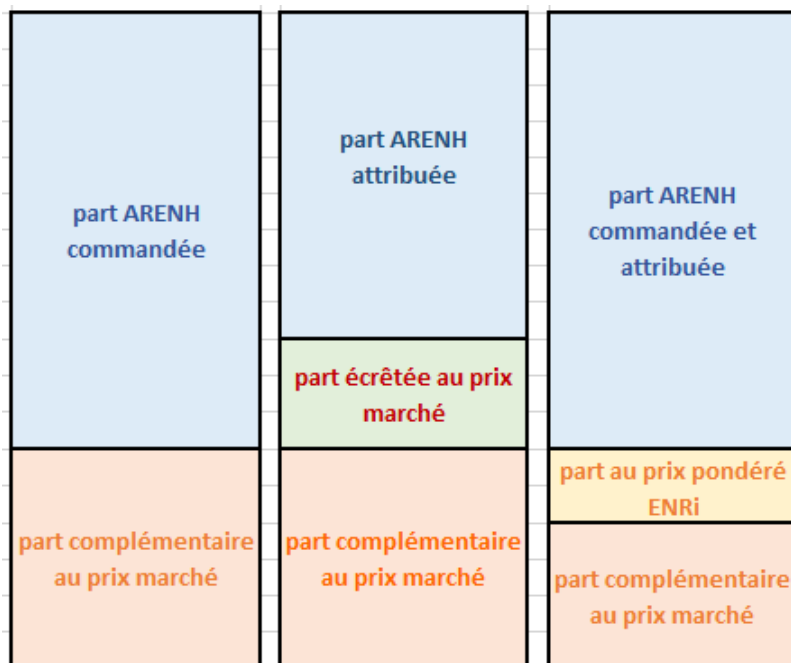 part ARENH
commandée
part complémentaire
au prix marché
part ARENH
attribuée
part écrêtée au prix
marché
part complémentaire
au prix marché
part ARENH
commandée et
attribuée
part au prix pondéré
ENRi
part complémentaire
au prix marché